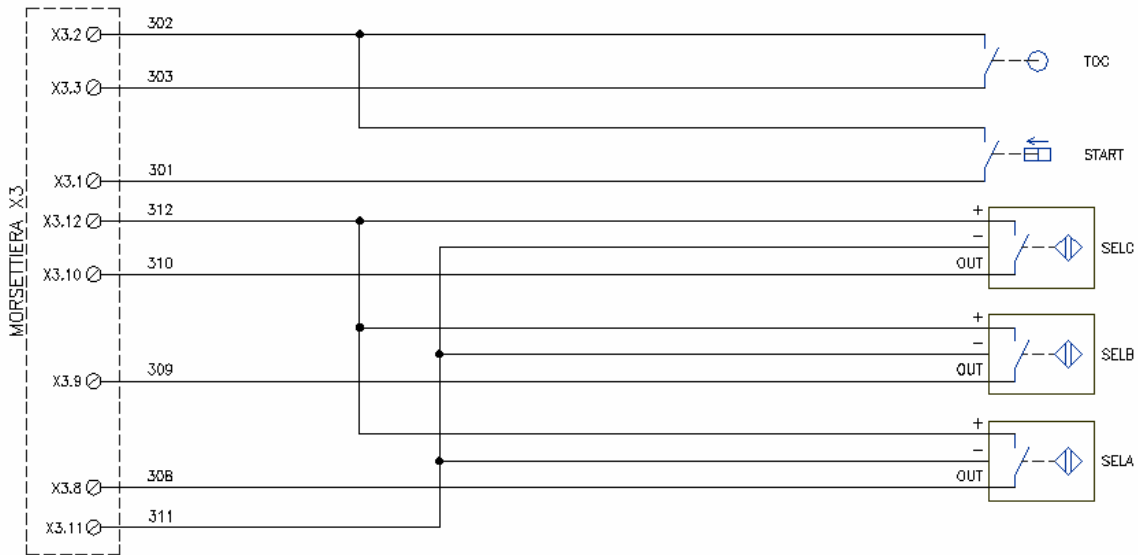 302
X3.2
303
TOC
X3.3
START
301
X3.1
312
X3.12
+
-
SELC
310
OUT
X3.10
MORSETTIERA X3
+
-
SELB
309
OUT
X3.9
+
-
SELA
308
OUT
X3.8
311
X3.11